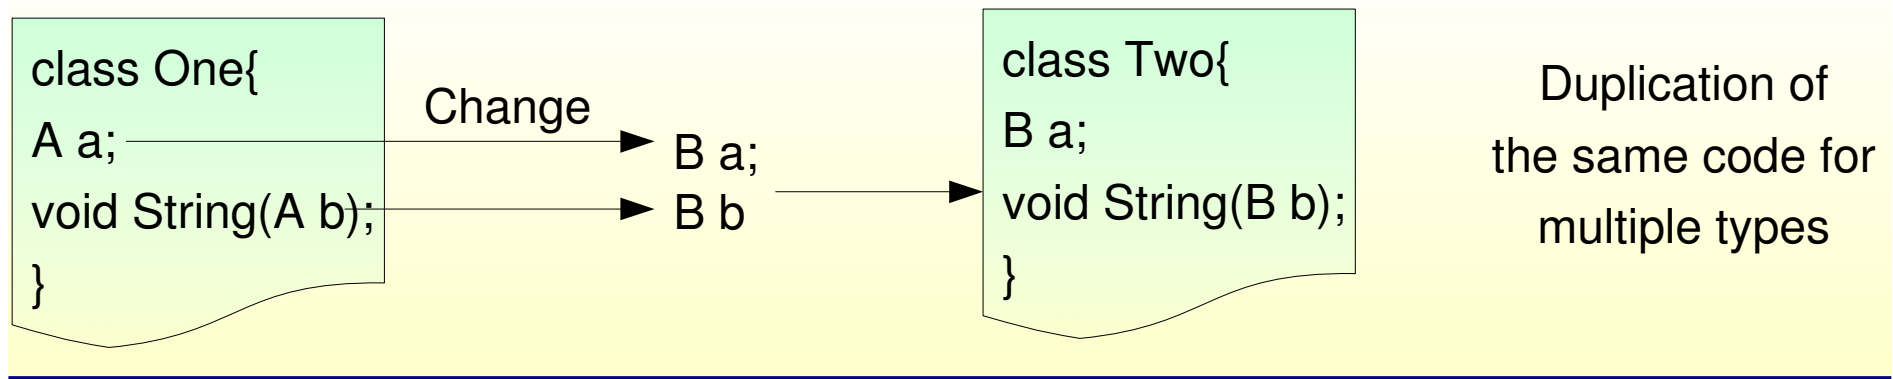 class One{
A a;
void String(A b);
}
Change
B a;
B b
class Two{
B a;
void String(B b);
}
Duplication of
the same code for
multiple types